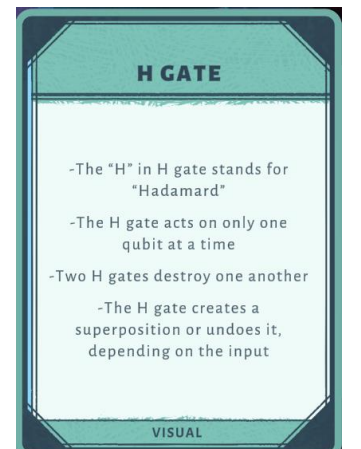 H GATE
-The “H” in H gate stands for
“Hadamard”
-The H gate acts on only one
qubit at a time
-Two H gates destroy one another
-The H gate creates a
superposition or undoes it,
depending on the input
VISUAL